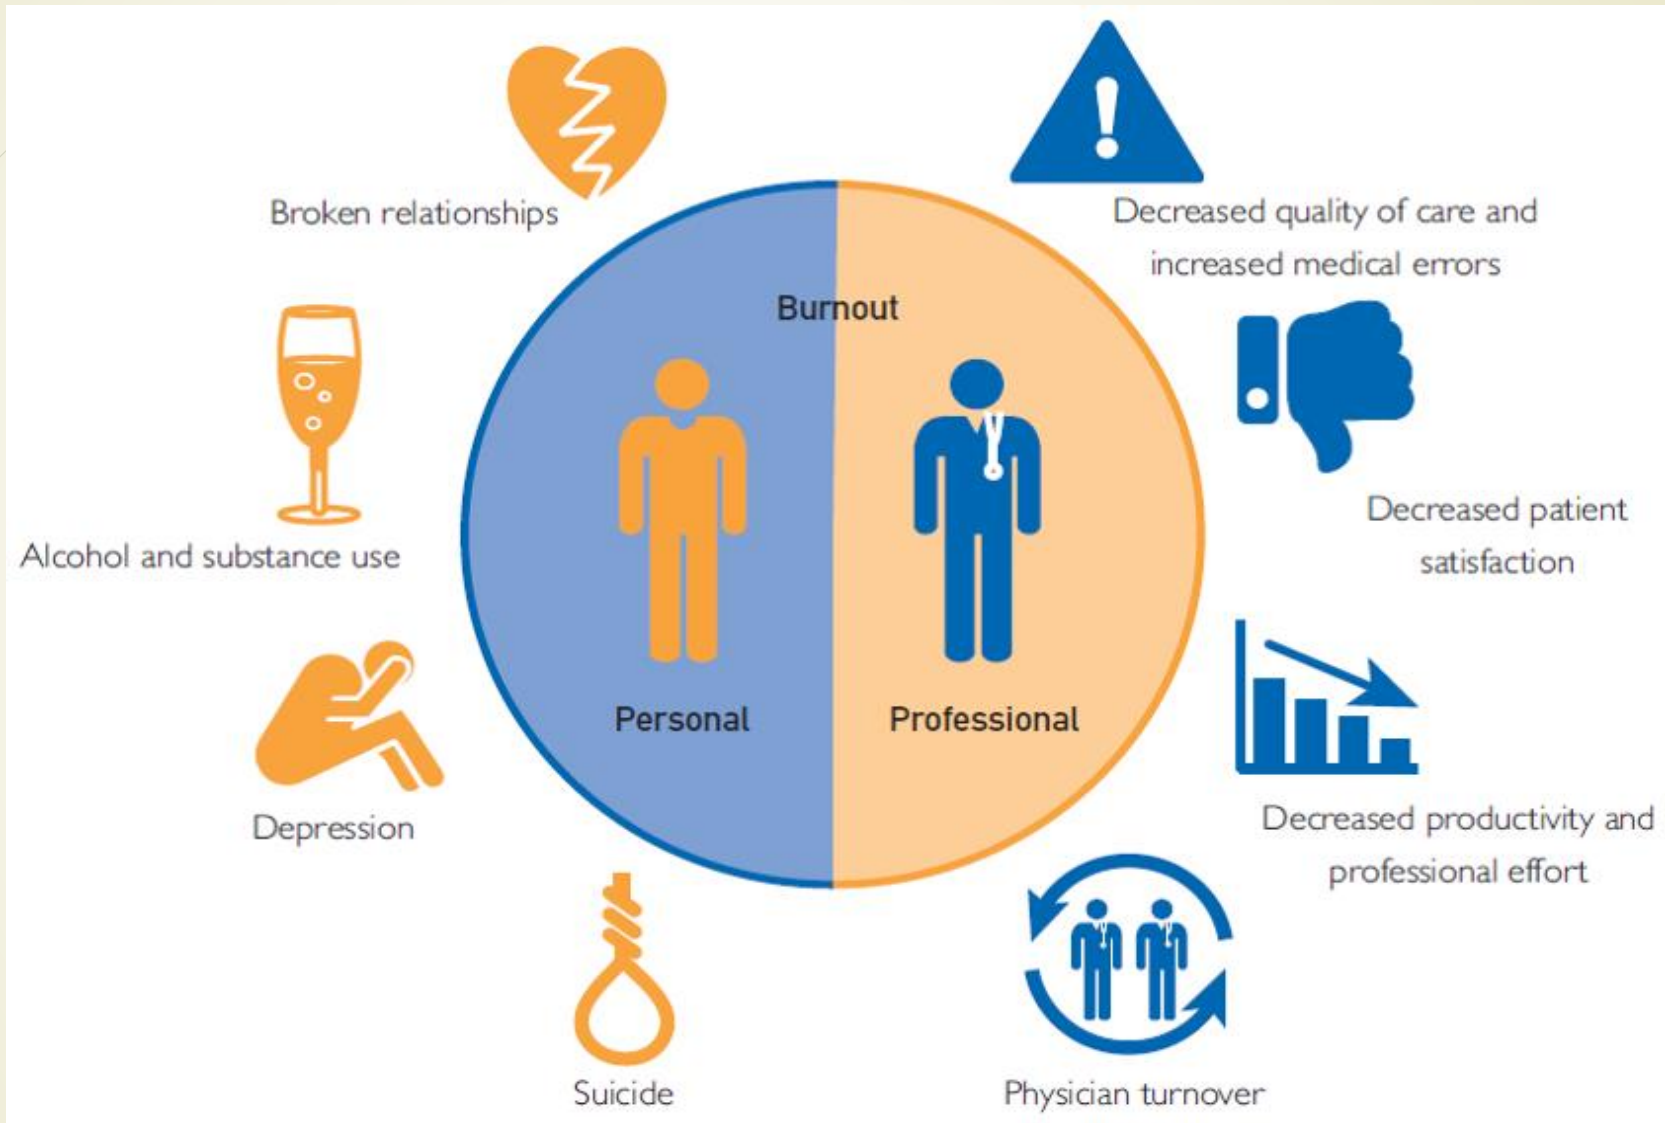 Broken relationships
Decreased quality of care and
increased medical errors
Burnout
Decreased patient
satisfaction
Alcohol and substance use
Personal
Professional
Depression
Decreased productivity and
professional effort
Suicide
Physician turnover